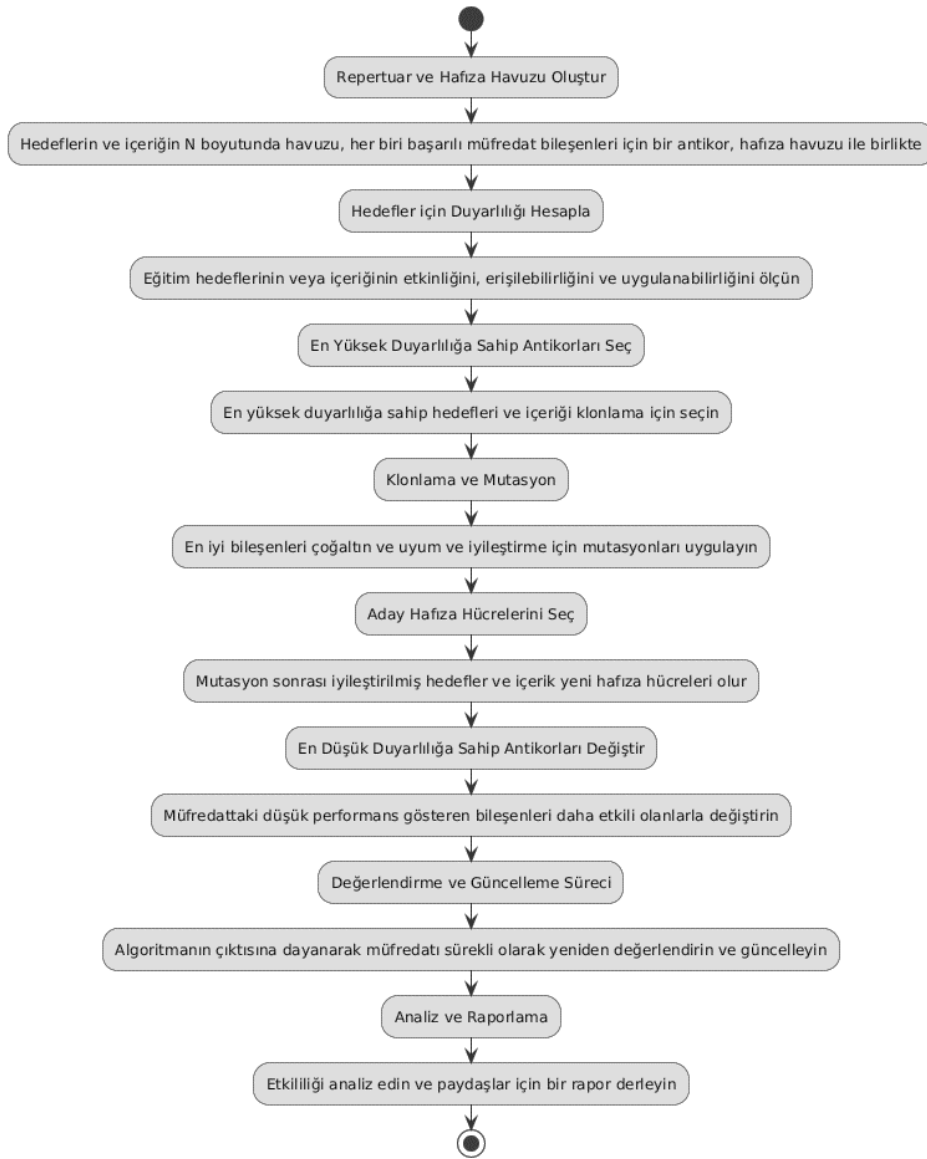 Repertuar ve Hafıza Havuzu Oluştur
Hedeflerin ve içeriğin N boyutunda havuzu, her biri başarılı müfredat bileşenleri için bir antikor, hafıza havuzu ile birlikte
Hedefler için Duyarlılığı Hesapla
Eğitim hedeflerinin veya içeriğinin etkinliğini, erişilebilirliğini ve uygulanabilirliğini ölçün
En Yüksek Duyarlılığa Sahip Antikorları Seç
En yüksek duyarlılığa sahip hedefleri ve içeriği klonlama için seçin
Klonlama ve Mutasyon
En iyi bileşenleri çoğaltın ve uyum ve iyileştirme için mutasyonları uygulayın
Aday Hafıza Hücrelerini Seç
Mutasyon sonrası iyileştirilmiş hedefler ve içerik yeni hafıza hücreleri olur
En Düşük Duyarlılığa Sahip Antikorları Değiştir
Müfredattaki düşük performans gösteren bileşenleri daha etkili olanlarla değiştirin
Değerlendirme ve Güncelleme Süreci
Algoritmanın çıktısına dayanarak müfredatı sürekli olarak yeniden değerlendirin ve güncelleyin
Analiz ve Raporlama
Etkililiği analiz edin ve paydaşlar için bir rapor derleyin